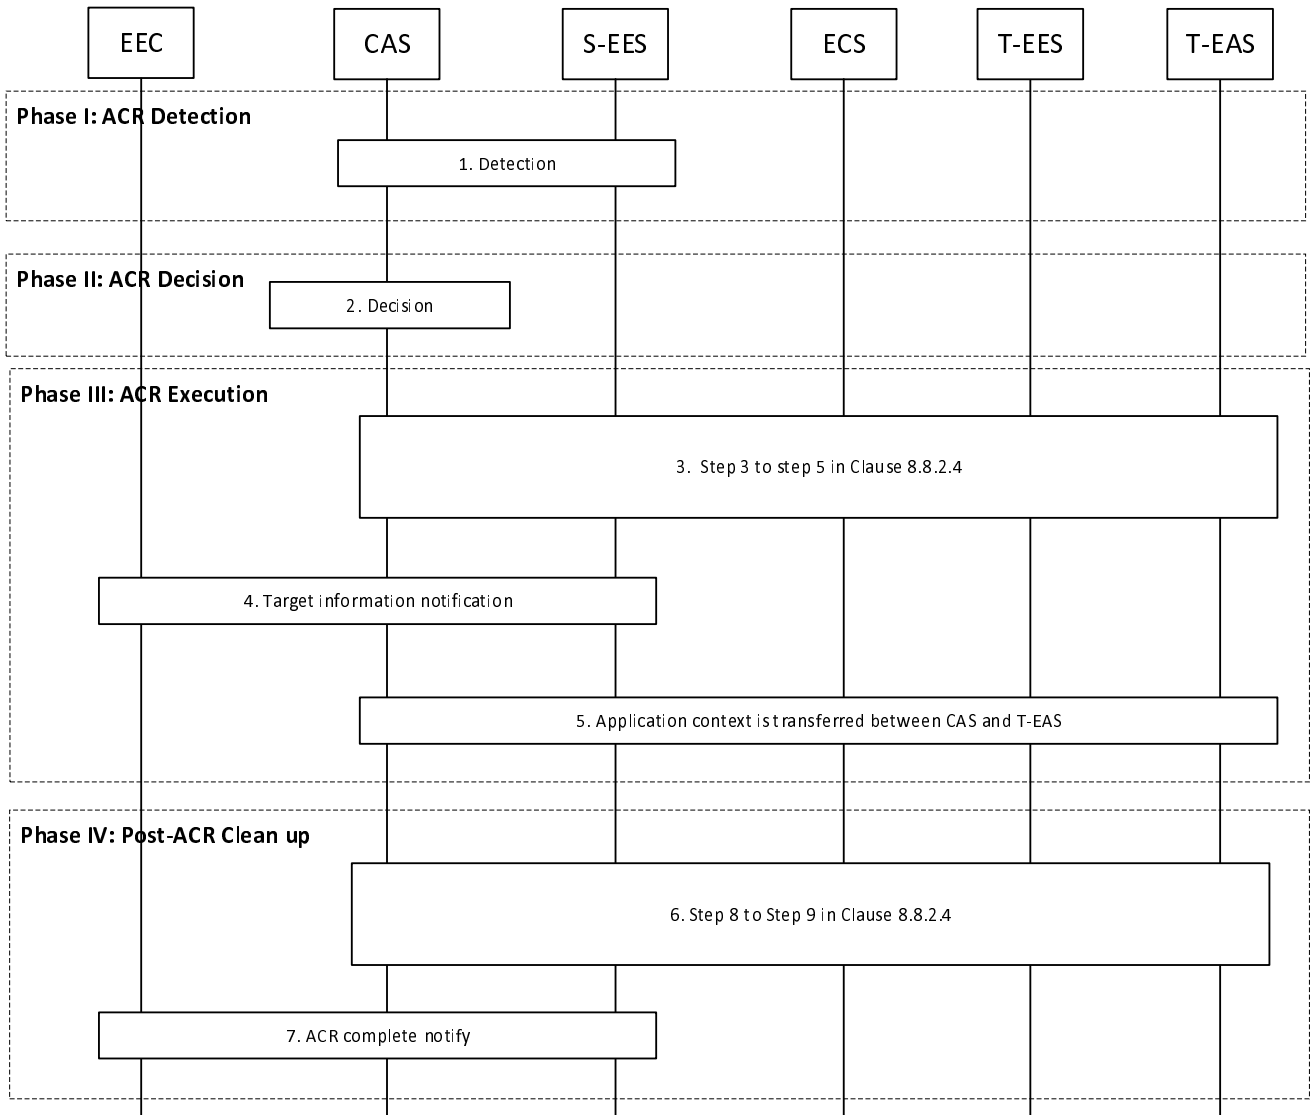 EEC
CAS
S-EES
ECS
T-EES
T-EAS
Phase I: ACR Detection
1. Detection
Phase II: ACR Decision
2. Decision
Phase III: ACR Execution
3. Step 3 to step 5 in Clause 8.8.2.4
4. Target information notification
5. Application context is transferred between CAS and T-EAS
Phase IV: Post-ACR Clean up
6. Step 8 to Step 9 in Clause 8.8.2.4
7. ACR complete notify